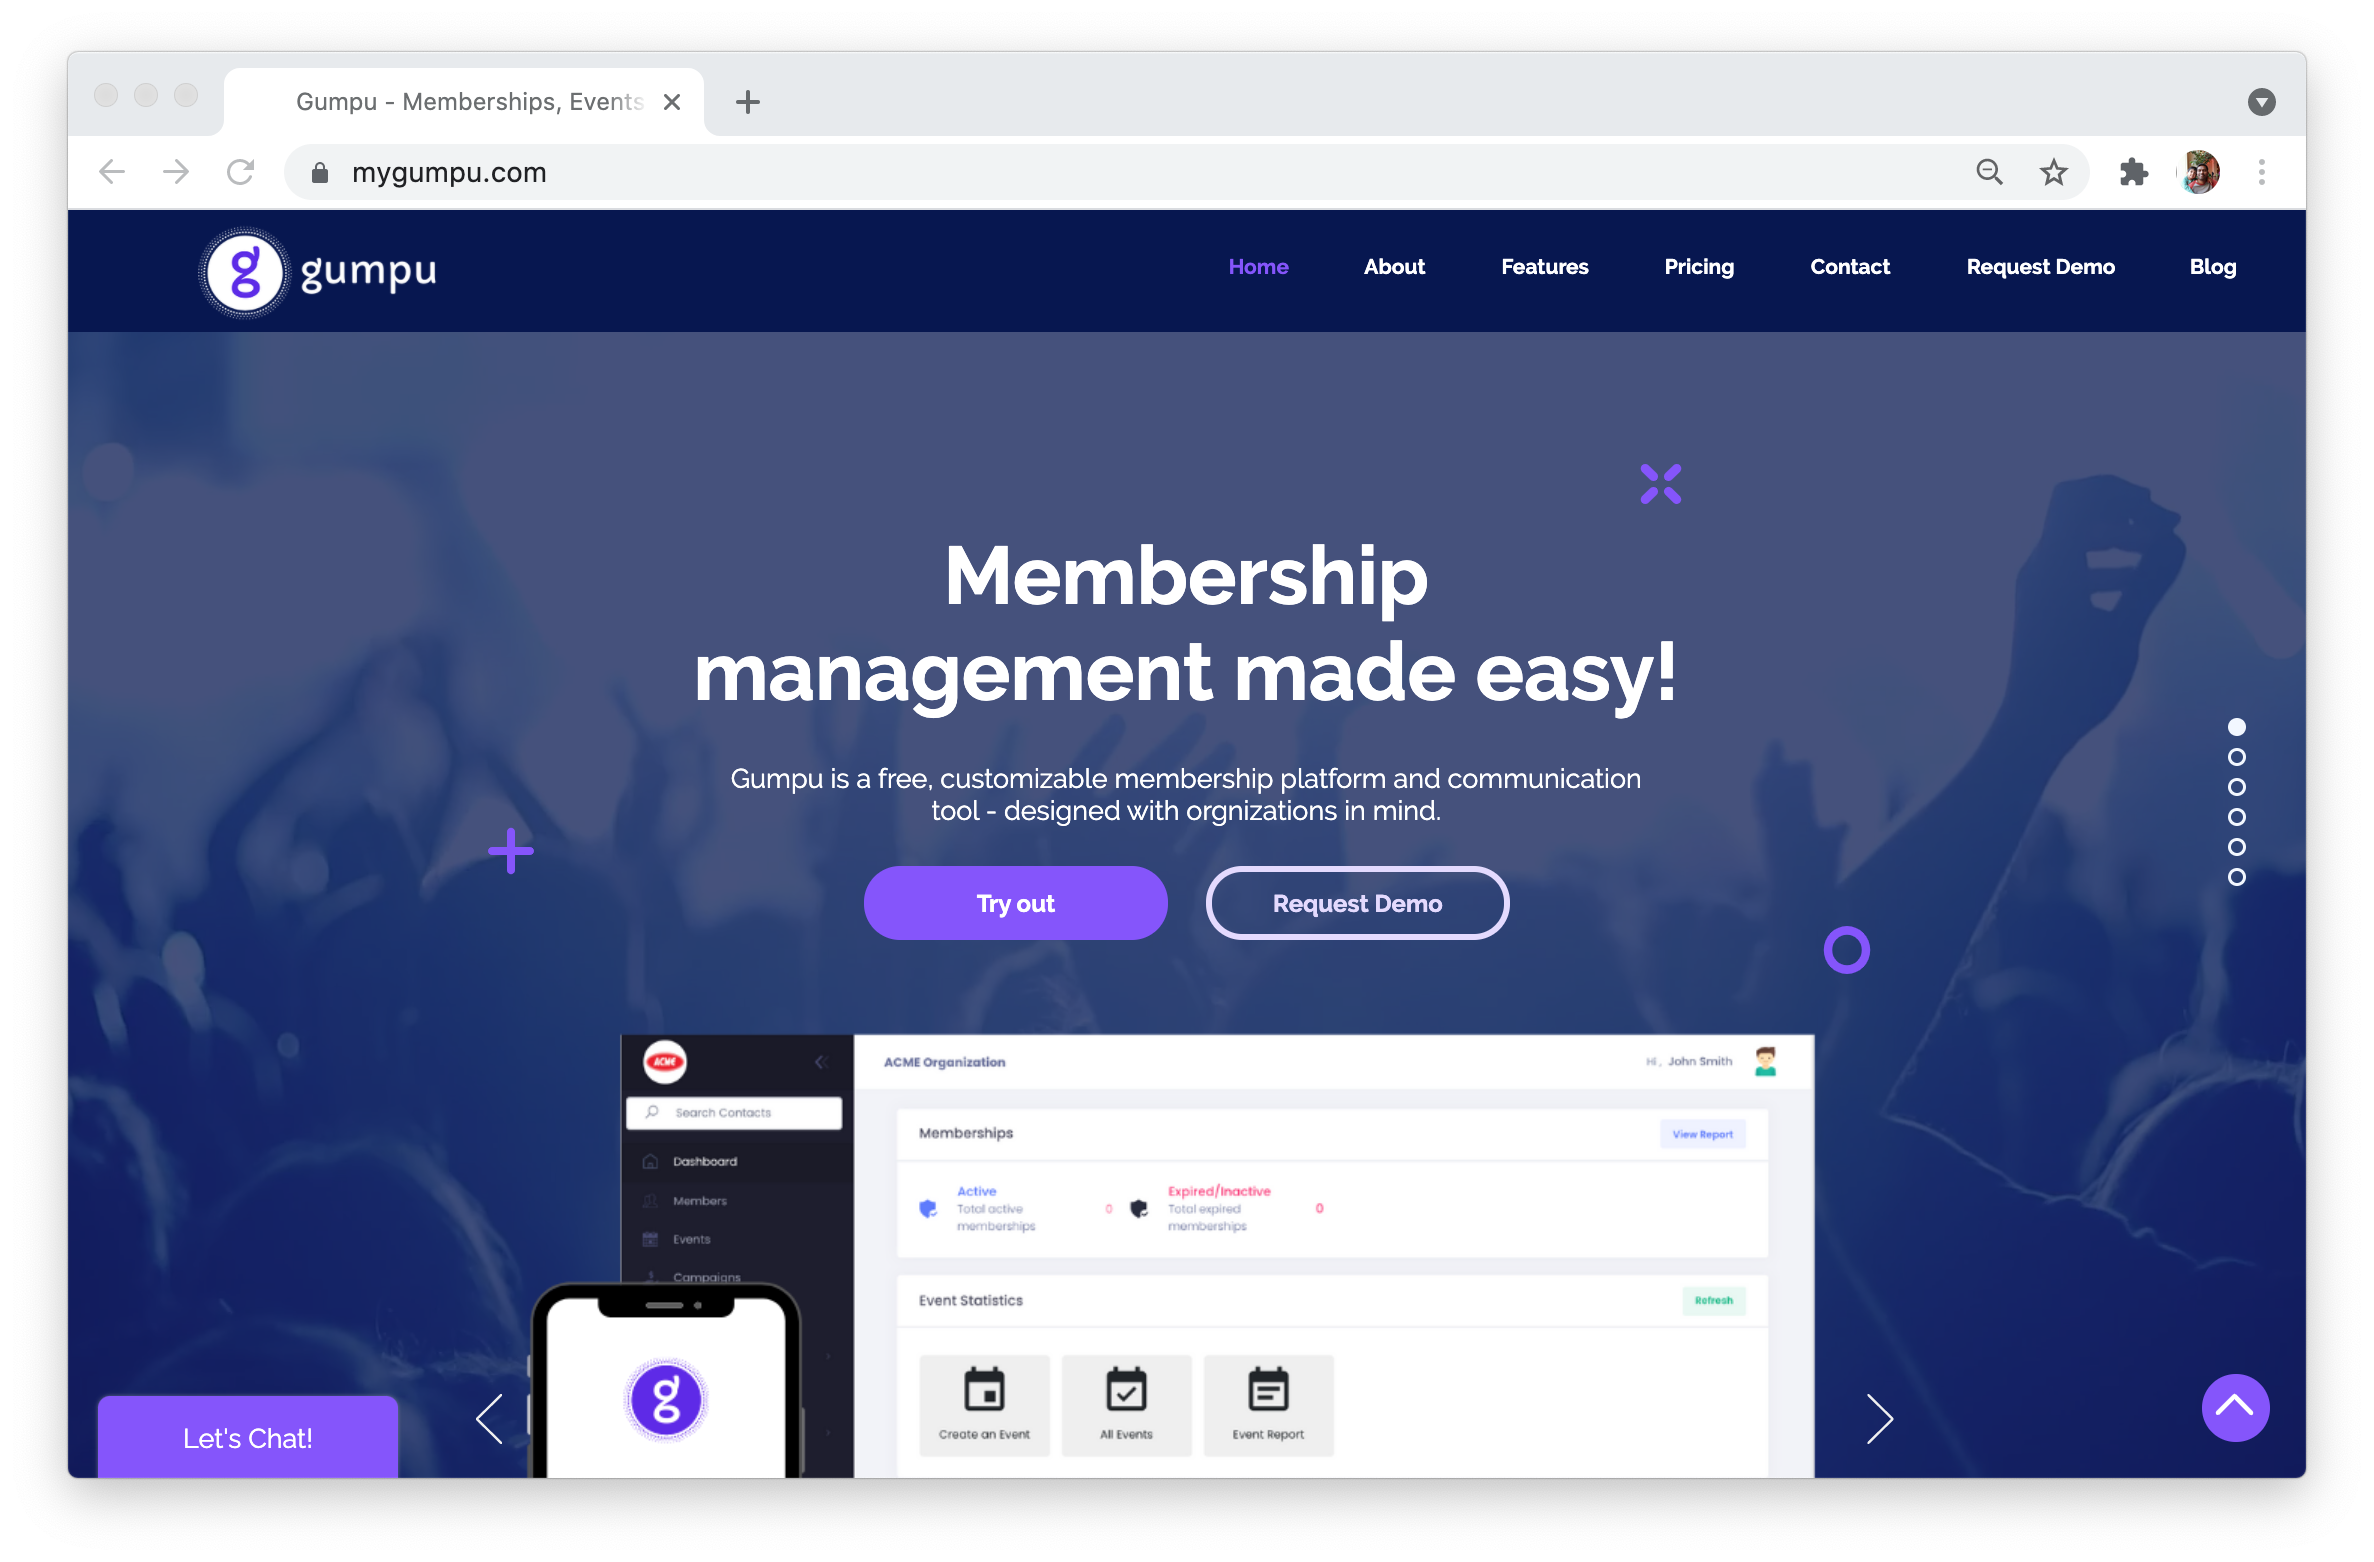 Gumpu - Memberships, Events
mygumpu.com
g gumpu
Home About Features Pricing Contact Request Demo Blog
Membership
management made easy!
Gumpu is a free, customizable membership platform and communication
tool - designed with orgnizations in mind.
Try out Request Demo
ACME
ACME Organization
Hi, John Smith
Search Contacts
Dashboard
Members
Events
Campaigns
Memberships
View Report
Active
Total active
memberships
0
Expired/Inactive
Total expired
memberships
0
Event Statistics
Refresh
Create an Event
All Events
Event Report
g
Let's Chat!